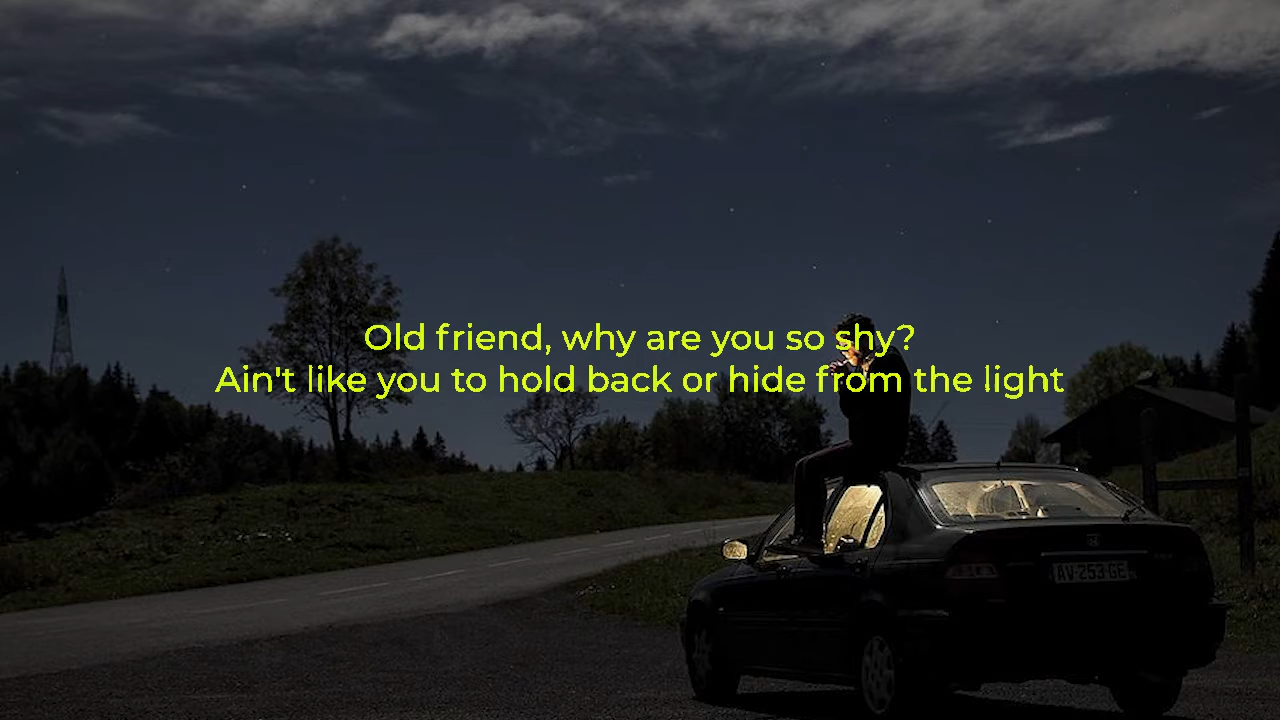 Old friend, why are you so shy?
Ain't like you to hold back or hide from the light
AV-253-GE